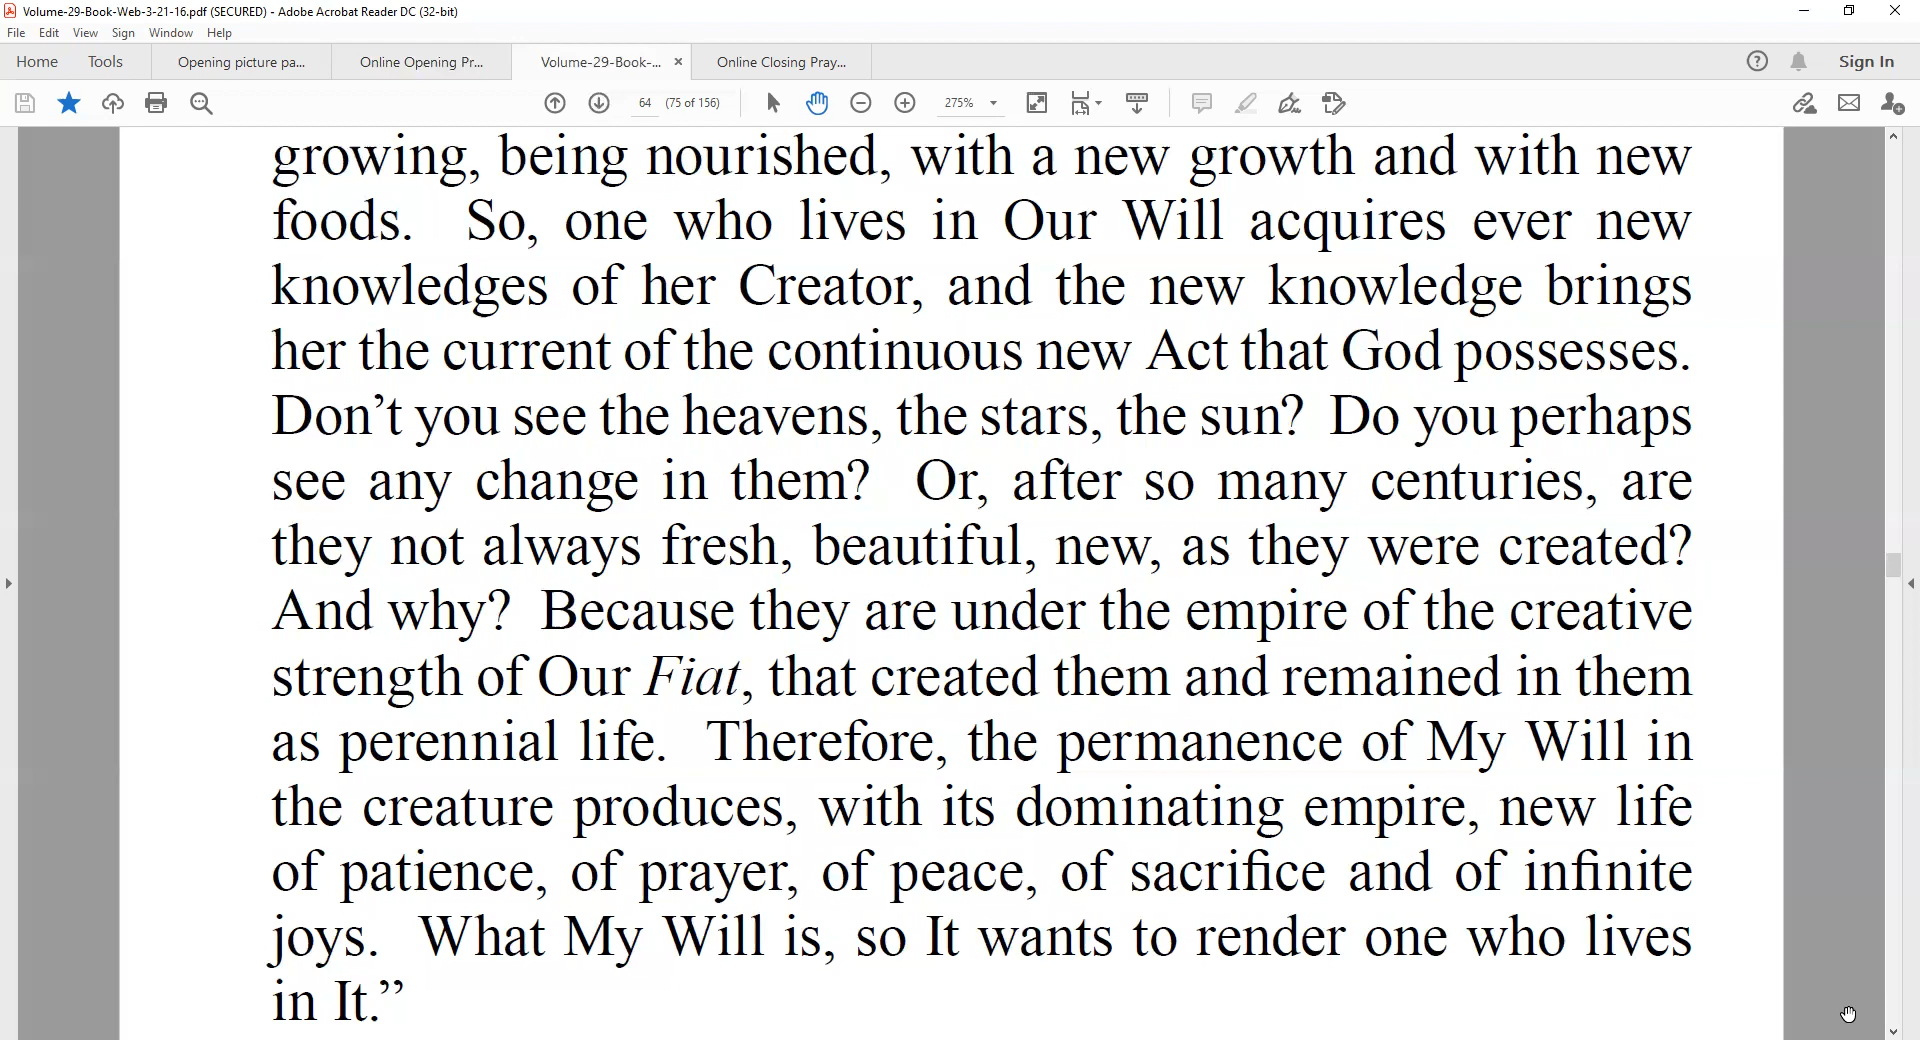 Volume-29-Book-Web-3-21-16.pdf (SECURED) - Adobe Acrobat Reader DC (32-bit)
File Edit View Sign Window Help
Home Tools Opening picture pa... Online Opening Pr... Volume-29-Book-... × Online Closing Pray... Sign In
64 (75 of 156) 275%
growing, being nourished, with a new growth and with new
foods. So, one who lives in Our Will acquires ever new
knowledges of her Creator, and the new knowledge brings
her the current of the continuous new Act that God possesses.
Don’t you see the heavens, the stars, the sun? Do you perhaps
see any change in them? Or, after so many centuries, are
they not always fresh, beautiful, new, as they were created?
And why? Because they are under the empire of the creative
strength of Our Fiat, that created them and remained in them
as perennial life. Therefore, the permanence of My Will in
the creature produces, with its dominating empire, new life
of patience, of prayer, of peace, of sacrifice and of infinite
joys. What My Will is, so It wants to render one who lives
in It.”